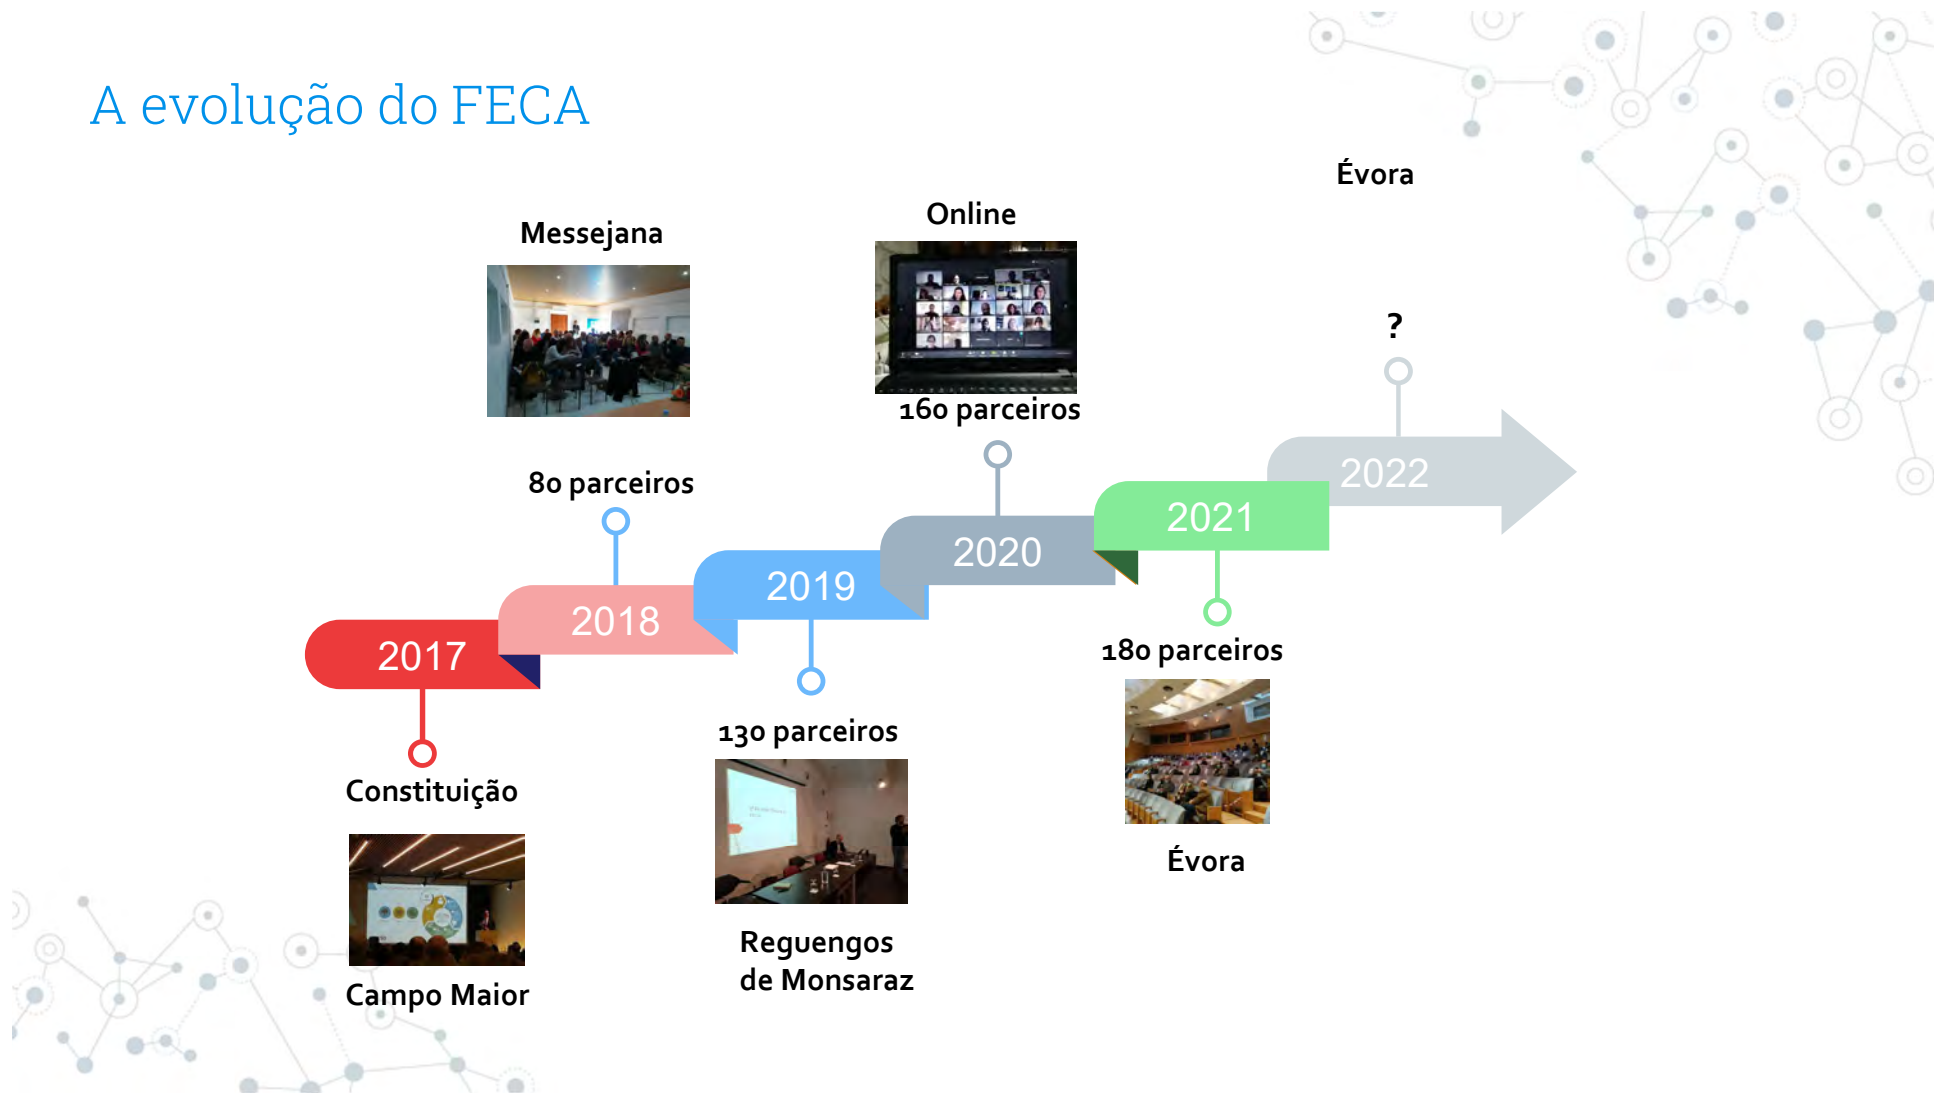 A evolução do FECA
Évora
Online
Messejana
?
160 parceiros
80 parceiros
2022
2021
2020
2019
2018
2017
180 parceiros
130 parceiros
Constituição
Évora
Reguengos
de Monsaraz
Campo Maior